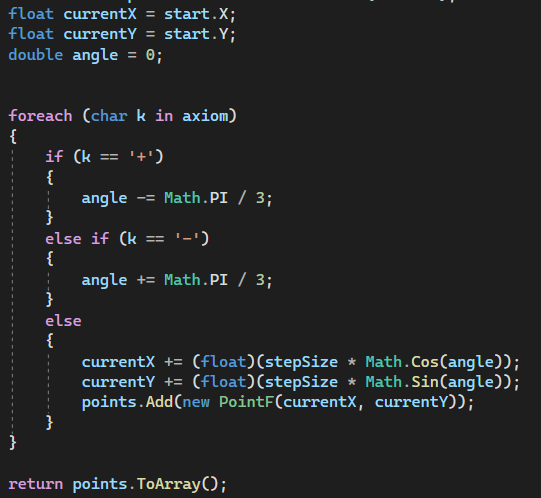 float currentX = start.X;
float currentY = start.Y;
double angle = 0;
foreach (char k in axiom)
{
if (k == '+')
{
angle -= Math.PI / 3;
}
else if (k == '-')
{
angle += Math.PI / 3;
}
else
{
currentX += (float)(stepSize * Math.Cos(angle));
currentY += (float)(stepSize * Math.Sin(angle));
points.Add(new PointF(currentX, currentY));
}
}
return points.ToArray();